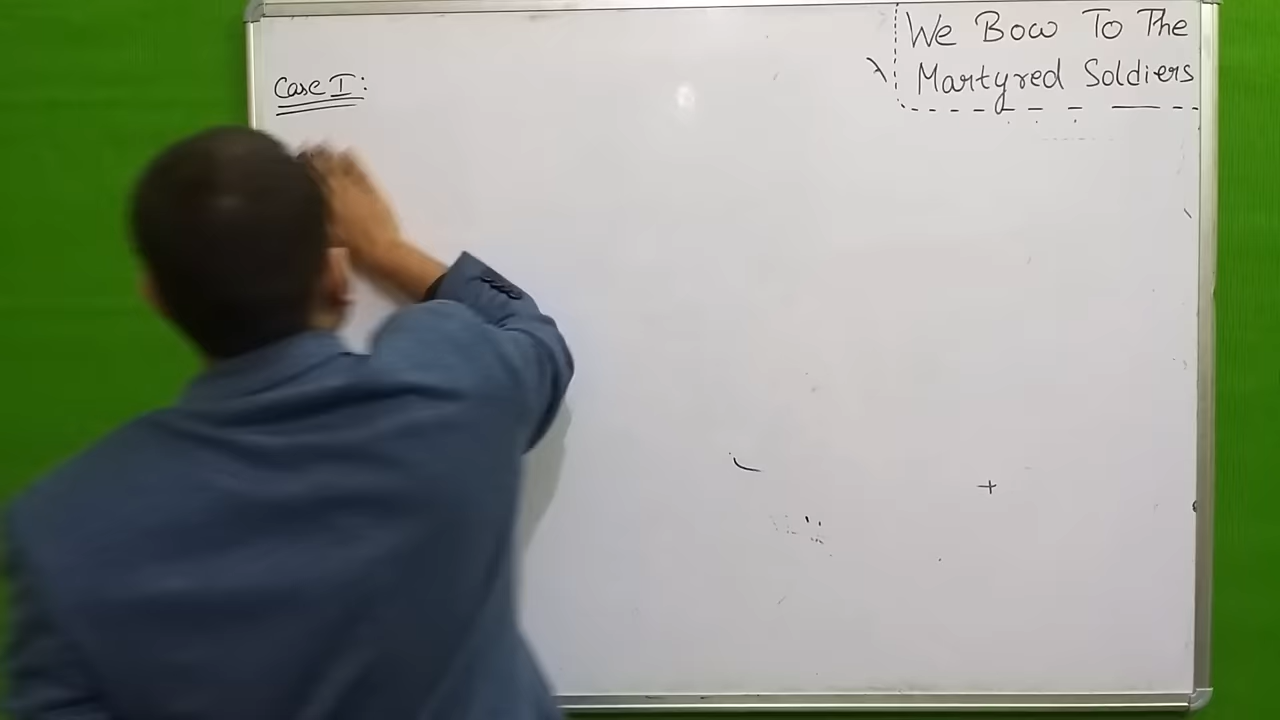 We Bow To The
Martyred Soldiers
Case I:
λ
+